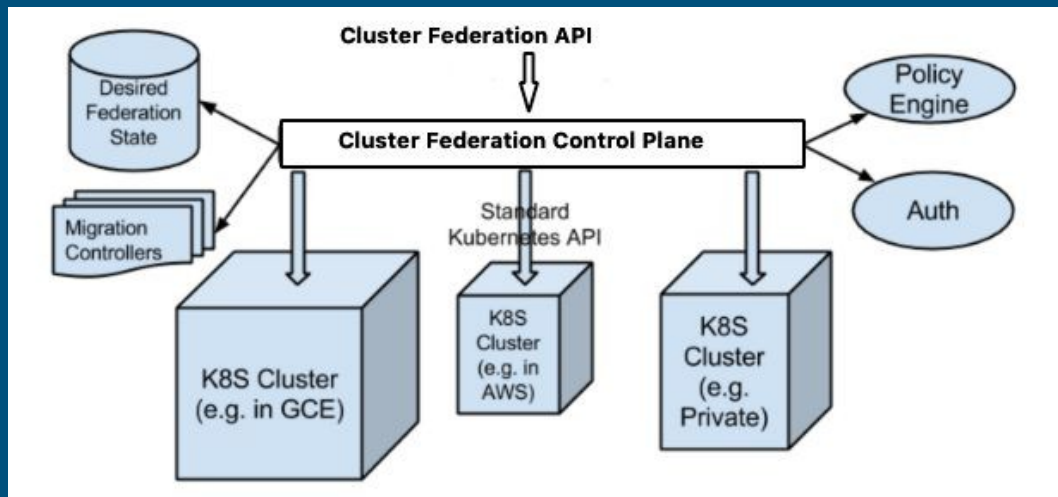 Cluster Federation API
Desired
Federation
State
Policy
Engine
Cluster Federation Control Plane
Migration
Controllers
Auth
Standard
Kubernetes API
K8S Cluster
(e.g. in GCE)
K8S
Cluster
(e.g. in
AWS)
K8S
Cluster
(e.g.
Private)